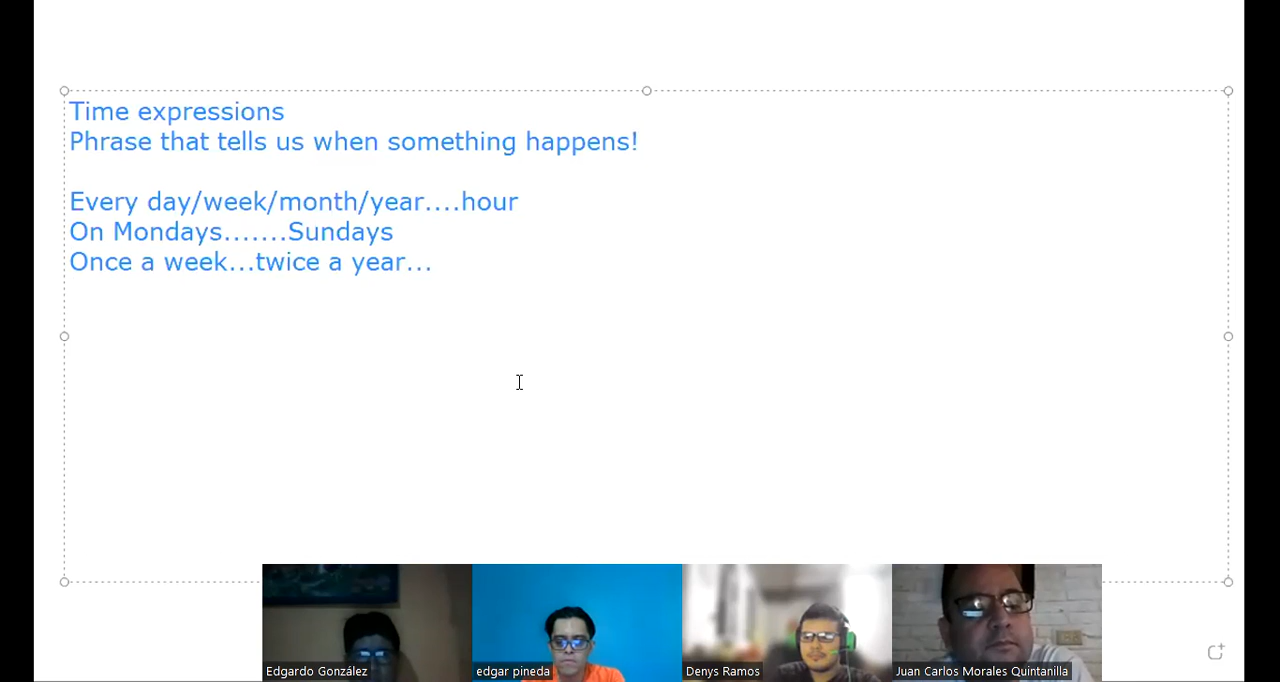 Time expressions
Phrase that tells us when something happens!
Every day/week/month/year....hour
On Mondays.......Sundays
Once a week...twice a year...
Edgardo González
edgar pineda
Denys Ramos
Juan Carlos Morales Quintanilla